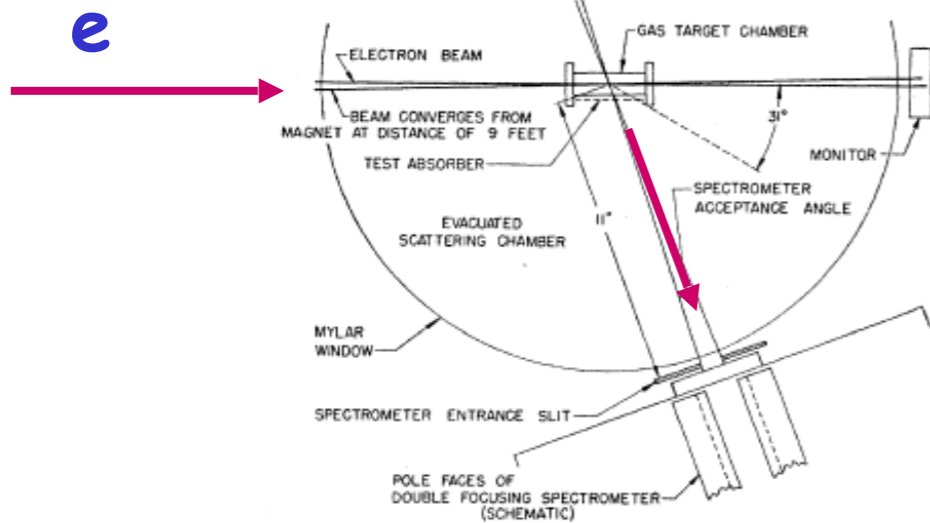 e
GAS TARGET CHAMBER
ELECTRON BEAM
BEAM CONVERGES FROM
MAGNET AT DISTANCE OF 9 FEET
31°
MONITOR
TEST ABSORBER
SPECTROMETER
ACCEPTANCE ANGLE
11"
EVACUATED
SCATTERING CHAMBER
MYLAR
WINDOW
SPECTROMETER ENTRANCE SLIT
POLE FACES OF
DOUBLE FOCUSING SPECTROMETER
(SCHEMATIC)